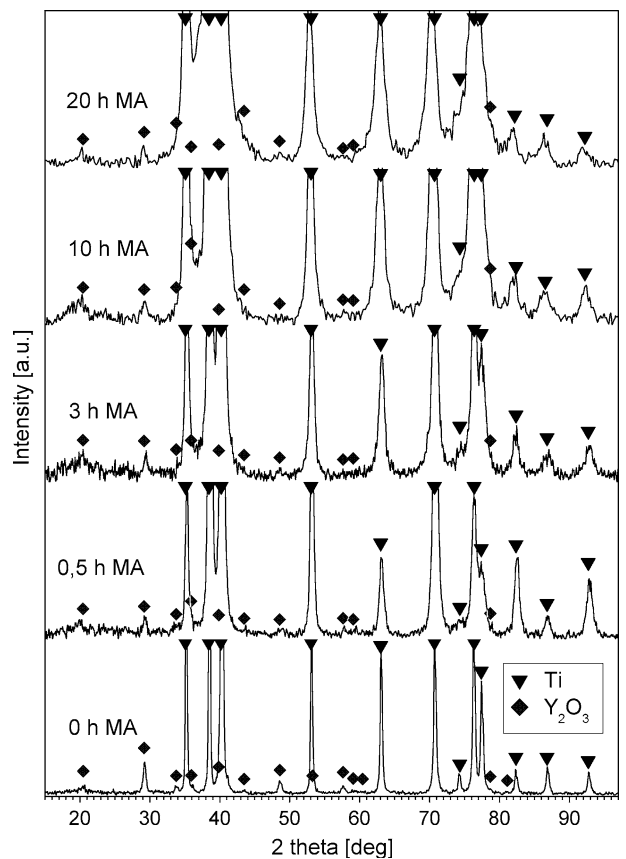 20 h MA
10 h MA
3 h MA
0,5 h MA
0 h MA
Ti
Y₂O₃
Intensity [a.u.]
20 30 40 50 60 70 80 90
2 theta [deg]